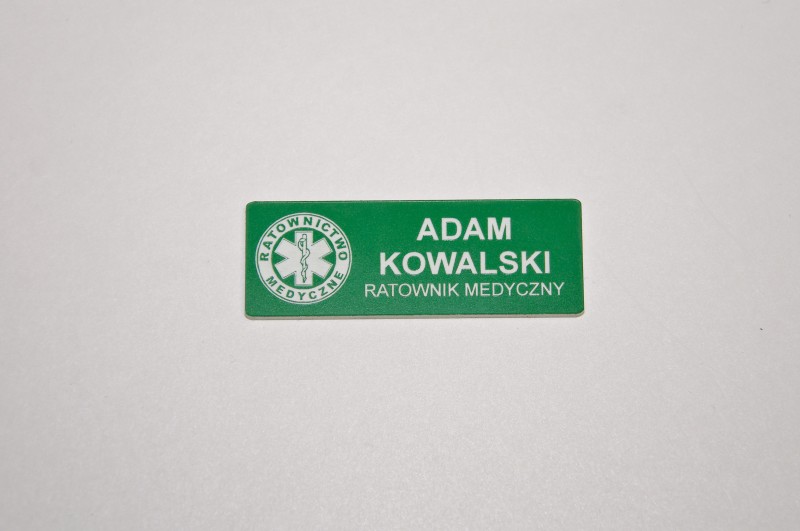 RATOWNICTWO
MEDYCZNE
ADAM
KOWALSKI
RATOWNIK MEDYCZNY